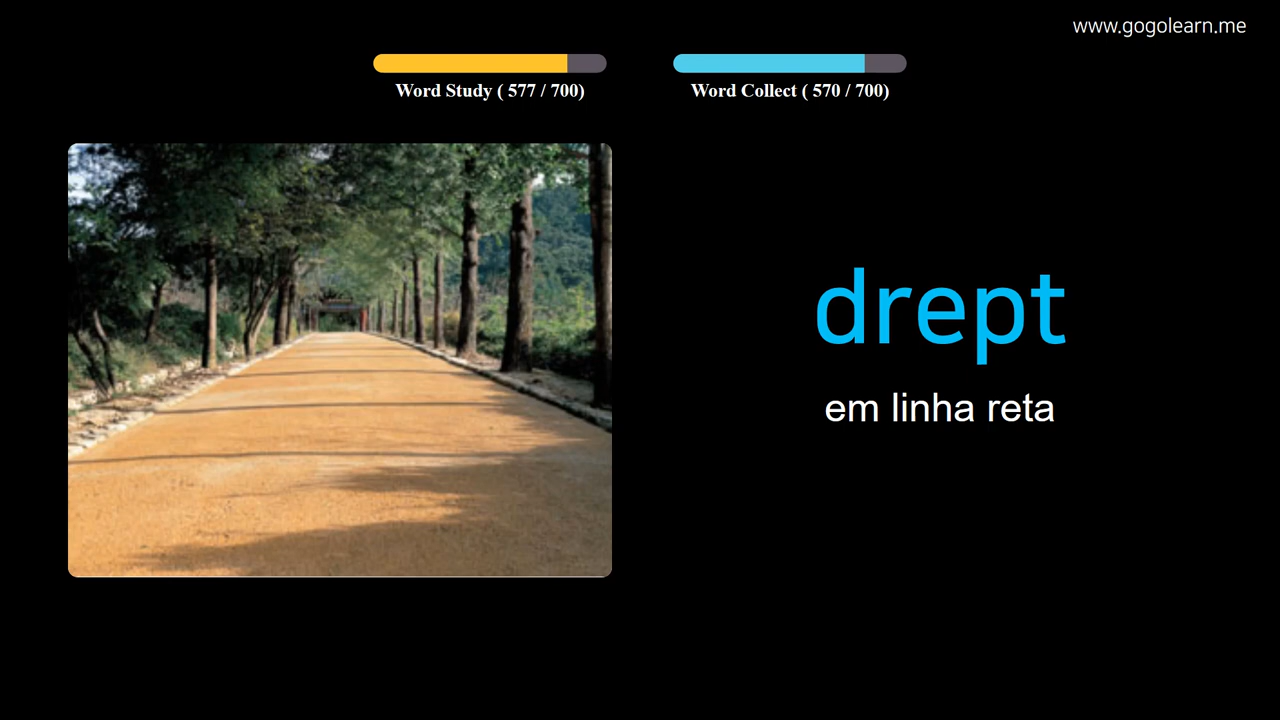 www.gogolearn.me
Word Study ( 577 / 700)
Word Collect ( 570 / 700)
drept
em linha reta